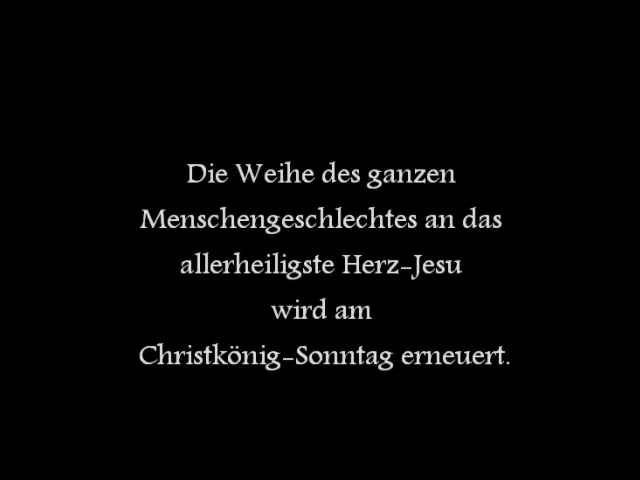 Die Weihe des ganzen
Menschengeschlechtes an das
allerheiligste Herz-Jesu
wird am
Christkönig-Sonntag erneuert.